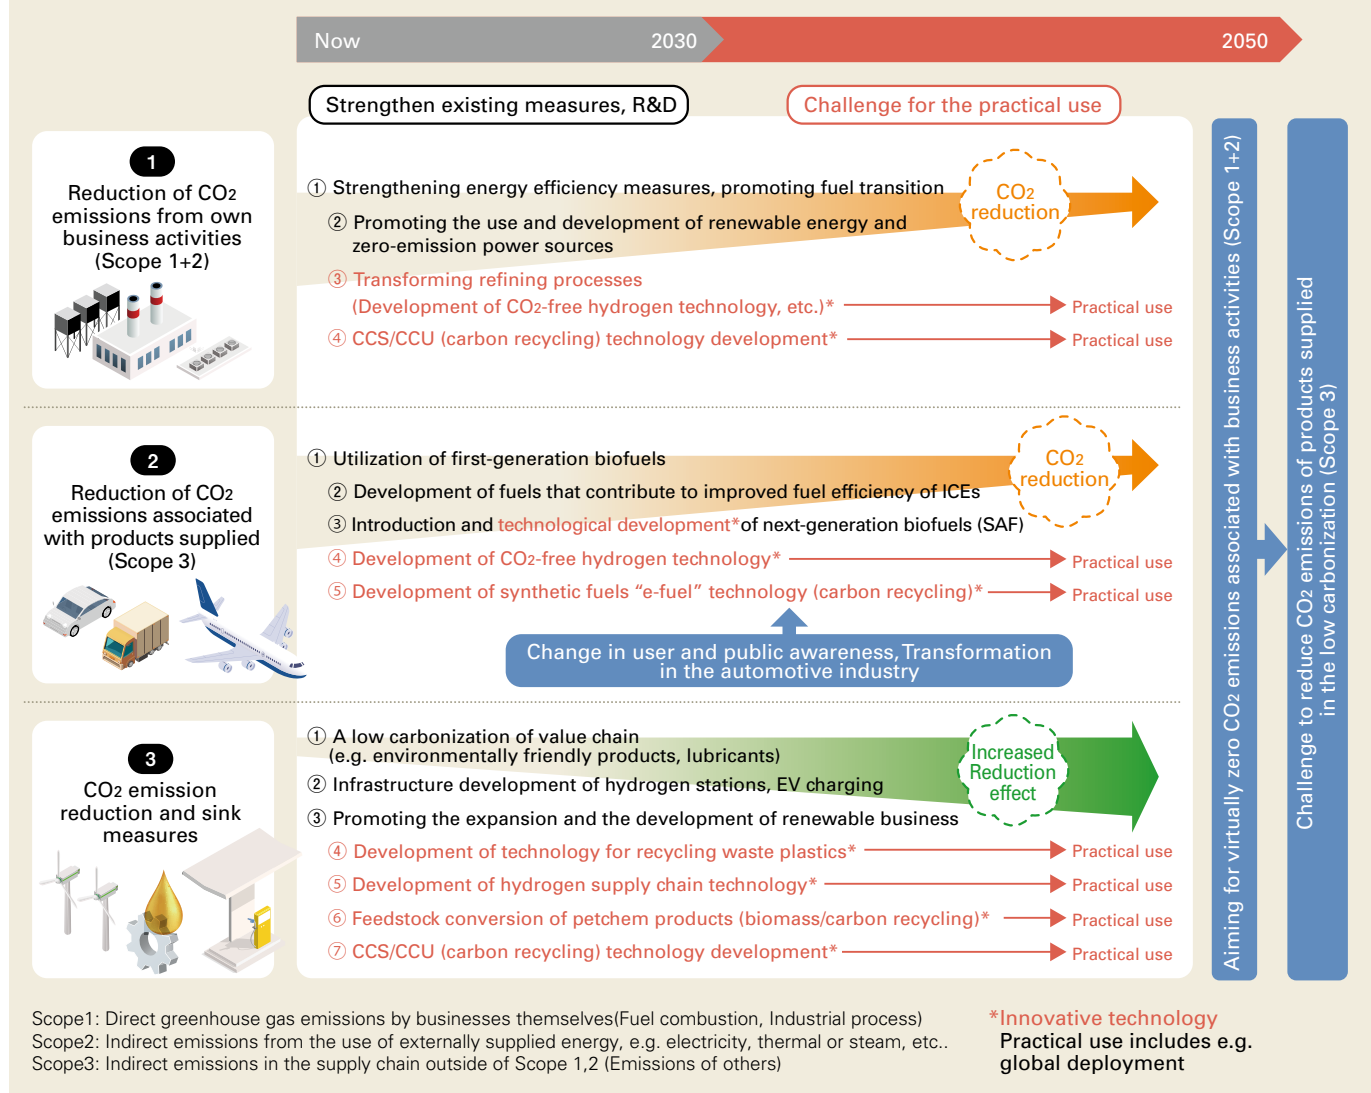 Now 2030 2050
Strengthen existing measures, R&D
Challenge for the practical use
1
Reduction of CO2
emissions from own
business activities
(Scope 1+2)
① Strengthening energy efficiency measures, promoting fuel transition
② Promoting the use and development of renewable energy and
zero-emission power sources
③ Transforming refining processes
(Development of CO2-free hydrogen technology, etc.)* Practical use
④ CCS/CCU (carbon recycling) technology development* Practical use
CO2
reduction
2
Reduction of CO2
emissions associated
with products supplied
(Scope 3)
① Utilization of first-generation biofuels
② Development of fuels that contribute to improved fuel efficiency of ICEs
③ Introduction and technological development*of next-generation biofuels (SAF)
④ Development of CO2-free hydrogen technology* Practical use
⑤ Development of synthetic fuels “e-fuel” technology (carbon recycling)* Practical use
CO2
reduction
Change in user and public awareness, Transformation
in the automotive industry
3
CO2 emission
reduction and sink
measures
① A low carbonization of value chain
(e.g. environmentally friendly products, lubricants)
② Infrastructure development of hydrogen stations, EV charging
③ Promoting the expansion and the development of renewable business
④ Development of technology for recycling waste plastics* Practical use
⑤ Development of hydrogen supply chain technology* Practical use
⑥ Feedstock conversion of petchem products (biomass/carbon recycling)* Practical use
⑦ CCS/CCU (carbon recycling) technology development* Practical use
Increased
Reduction
effect
Aiming for virtually zero CO2 emissions associated with business activities (Scope 1+2)
Challenge to reduce CO2 emissions of products supplied
in the low carbonization (Scope 3)
Scope1: Direct greenhouse gas emissions by businesses themselves(Fuel combustion, Industrial process)
Scope2: Indirect emissions from the use of externally supplied energy, e.g. electricity, thermal or steam, etc..
Scope3: Indirect emissions in the supply chain outside of Scope 1,2 (Emissions of others)
*Innovative technology
Practical use includes e.g.
global deployment